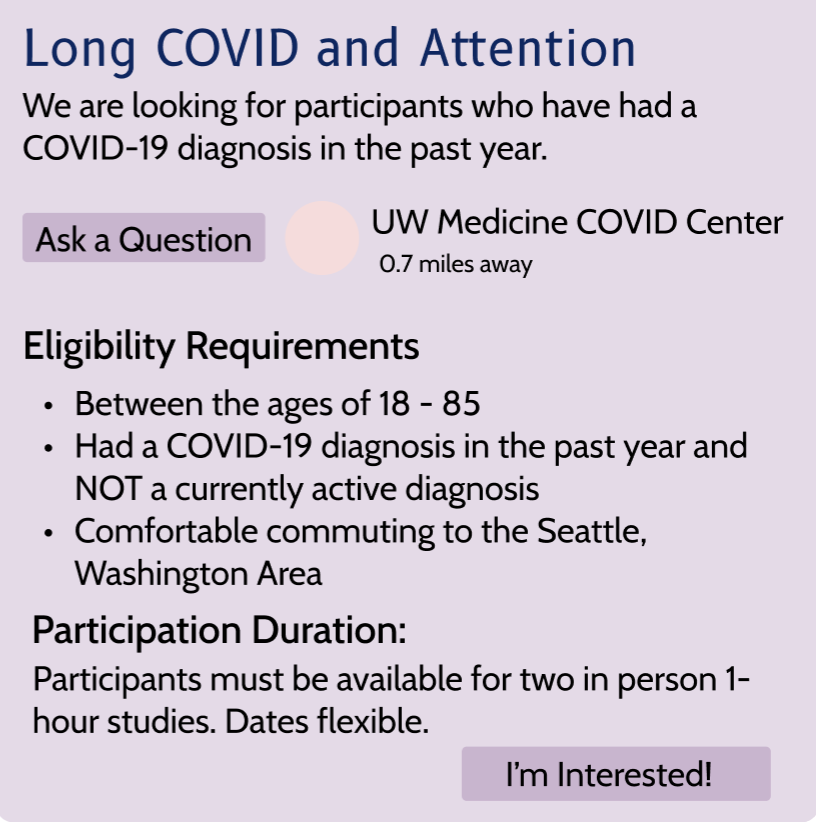 Long COVID and Attention
We are looking for participants who have had a
COVID-19 diagnosis in the past year.
Ask a Question
UW Medicine COVID Center
0.7 miles away
Eligibility Requirements
• Between the ages of 18 - 85
• Had a COVID-19 diagnosis in the past year and
NOT a currently active diagnosis
• Comfortable commuting to the Seattle,
Washington Area
Participation Duration:
Participants must be available for two in person 1-
hour studies. Dates flexible.
I'm Interested!